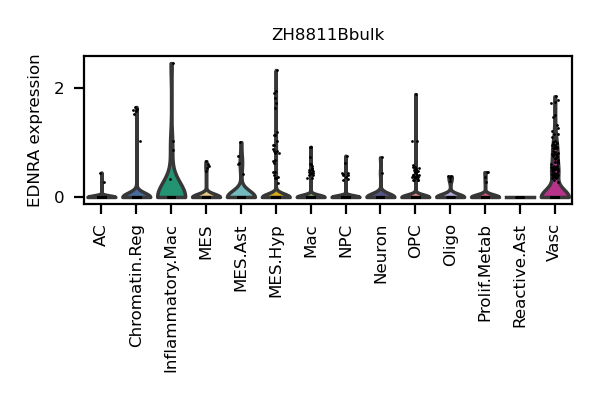 ZH8811Bbulk
EDNRA expression
2
0
AC
Chromatin.Reg
Inflammatory.Mac
MES
MES.Ast
MES.Hyp
Mac
NPC
Neuron
OPC
Oligo
Prolif.Metab
Reactive.Ast
Vasc